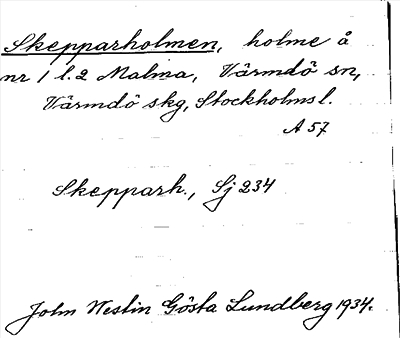 Skepparholmen, holme å
nr 1 l. 2 Malma, Värmdö sn,
Värmdö skg, Stockholms l.
A 57
Skepparh., Sj 234
John Westin Gösta Lundberg 1934.